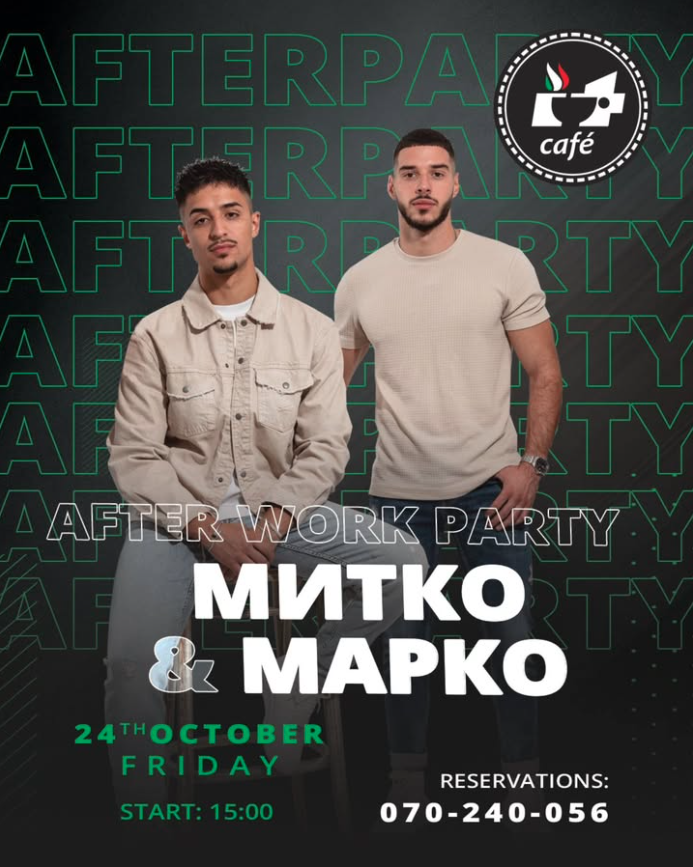 AFTERPARTY
AFTERPARTY
AFTERPARTY
AFTERPARTY
AFTERPARTY
AFTERPARTY
AFTERPARTY
café
AFTER WORK PARTY
МИТКО
& МАРКО
24TH OCTOBER
FRIDAY
START: 15:00
RESERVATIONS:
070-240-056